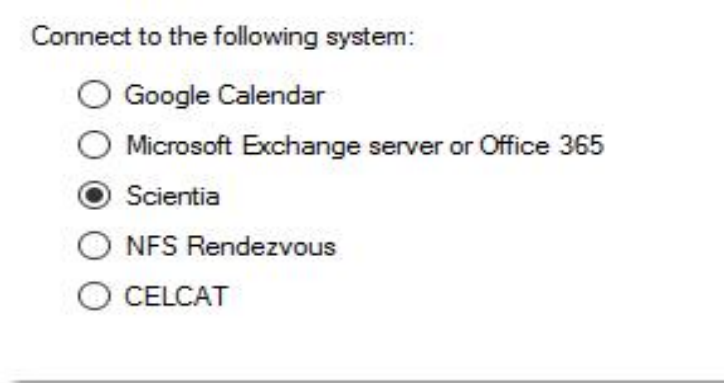 Connect to the following system:
Google Calendar
Microsoft Exchange server or Office 365
Scientia
NFS Rendezvous
CELCAT